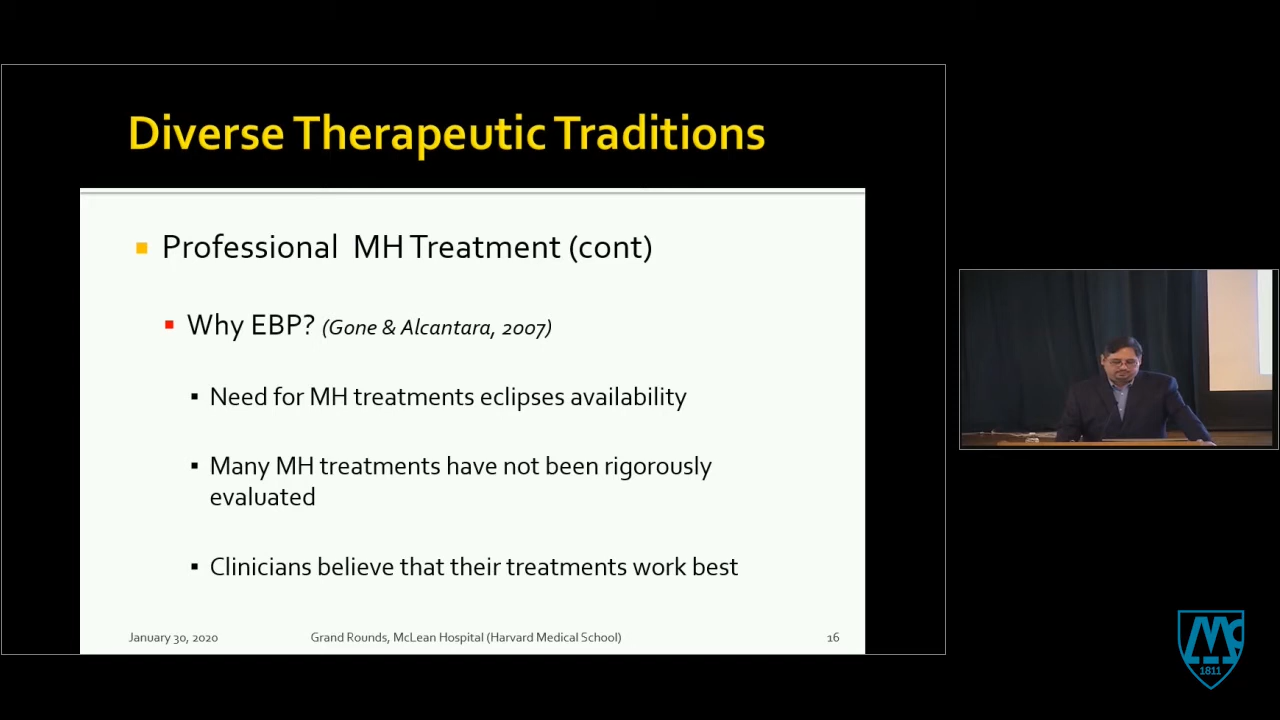 Diverse Therapeutic Traditions
Professional MH Treatment (cont)
Why EBP? (Gone & Alcantara, 2007)
Need for MH treatments eclipses availability
Many MH treatments have not been rigorously
evaluated
Clinicians believe that their treatments work best
January 30, 2020 Grand Rounds, McLean Hospital (Harvard Medical School) 16
Mc
1811